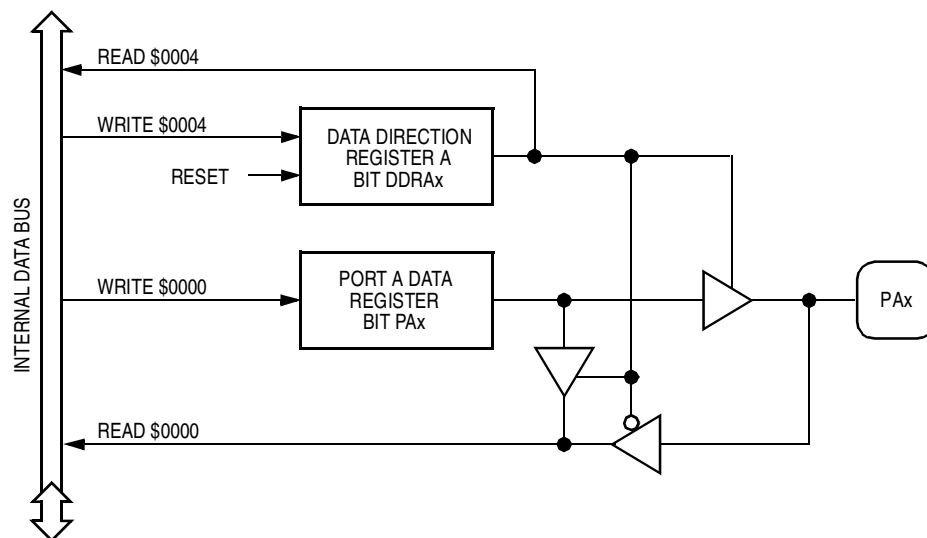 READ $0004
WRITE $0004
DATA DIRECTION
REGISTER A
BIT DDRAx
RESET
INTERNAL DATA BUS
WRITE $0000
PORT A DATA
REGISTER
BIT PAx
PAx
READ $0000